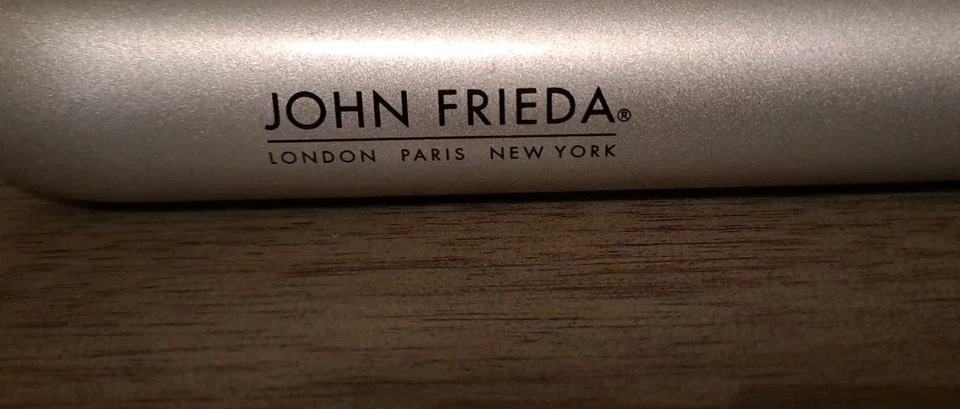 JOHN FRIEDA®
LONDON PARIS NEW YORK